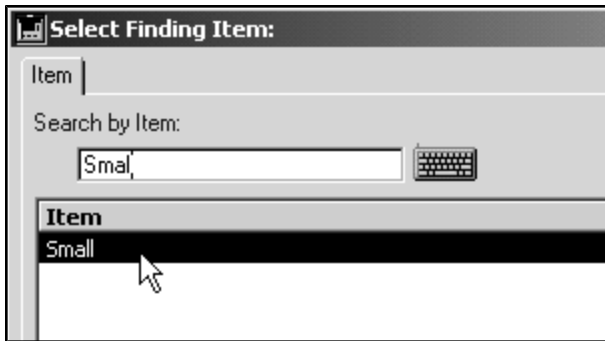 Select Finding Item:
Item
Search by Item:
Smal
Item
Small